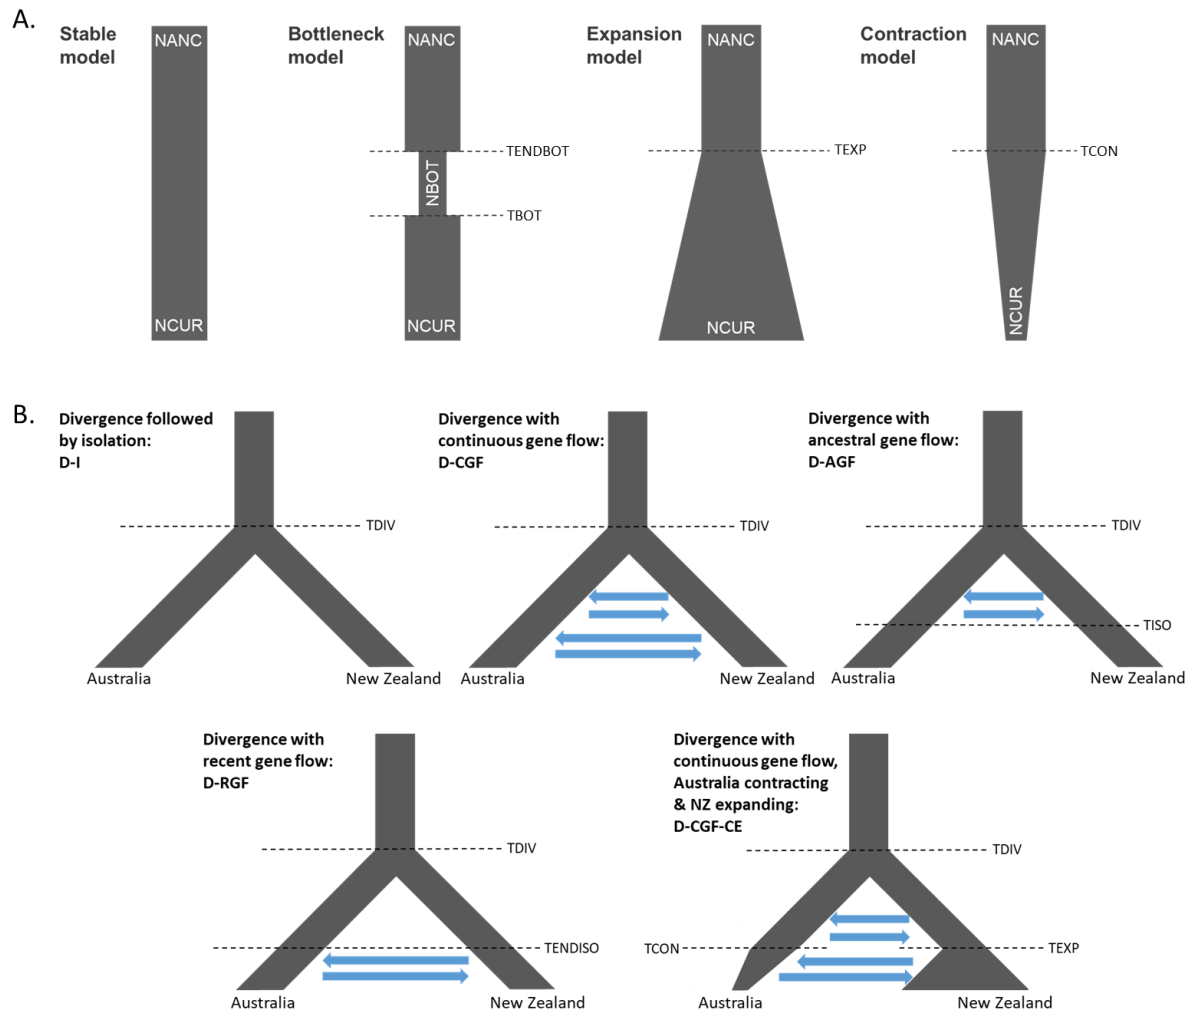 A.
Stable
model
NANC
NCUR
Bottleneck
model
NANC
TENDBOT
NBOT
TBOT
NCUR
Expansion
model
NANC
TEXP
NCUR
Contraction
model
NANC
TCON
NCUR
B.
Divergence followed
by isolation:
D-I
TDIV
Australia
New Zealand
Divergence with
continuous gene flow:
D-CGF
TDIV
Australia
New Zealand
Divergence with
ancestral gene flow:
D-AGF
TDIV
TISO
Australia
New Zealand
Divergence with
recent gene flow:
D-RGF
TDIV
TENDISO
Australia
New Zealand
Divergence with
continuous gene flow,
Australia contracting
& NZ expanding:
D-CGF-CE
TDIV
TCON
TEXP
Australia
New Zealand